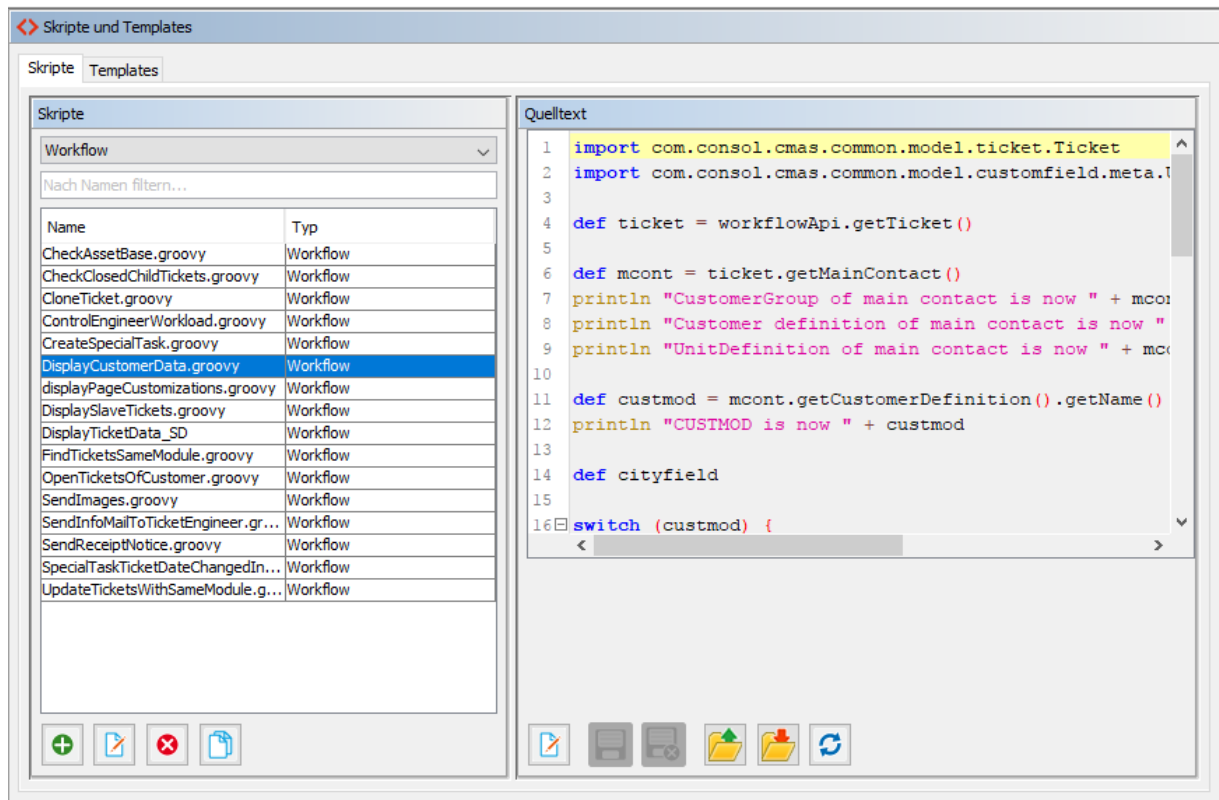 Skripte und Templates
Skripte Templates
Skripte
Workflow
Nach Namen filtern...
Name Typ
CheckAssetBase.groovy Workflow
CheckClosedChildTickets.groovy Workflow
CloneTicket.groovy Workflow
ControlEngineerWorkload.groovy Workflow
CreateSpecialTask.groovy Workflow
DisplayCustomerData.groovy Workflow
displayPageCustomizations.groovy Workflow
DisplaySlaveTickets.groovy Workflow
DisplayTicketData_SD Workflow
FindTicketsSameModule.groovy Workflow
OpenTicketsOfCustomer.groovy Workflow
SendImages.groovy Workflow
SendInfoMailToTicketEngineer.gr... Workflow
SendReceiptNotice.groovy Workflow
SpecialTaskTicketDateChangedIn... Workflow
UpdateTicketsWithSameModule.g... Workflow
Quelltext
1 import com.consol.cmas.common.model.ticket.Ticket
2 import com.consol.cmas.common.model.customfield.meta.
3
4 def ticket = workflowApi.getTicket()
5
6 def mcont = ticket.getMainContact()
7 println "CustomerGroup of main contact is now " +
8 println "Customer definition of main contact is now "
9 println "UnitDefinition of main contact is now " +
10
11 def custmod = mcont.getCustomerDefinition().getName()
12 println "CUSTMOD is now " + custmod
13
14 def cityfield
15
16 switch (custmod) {